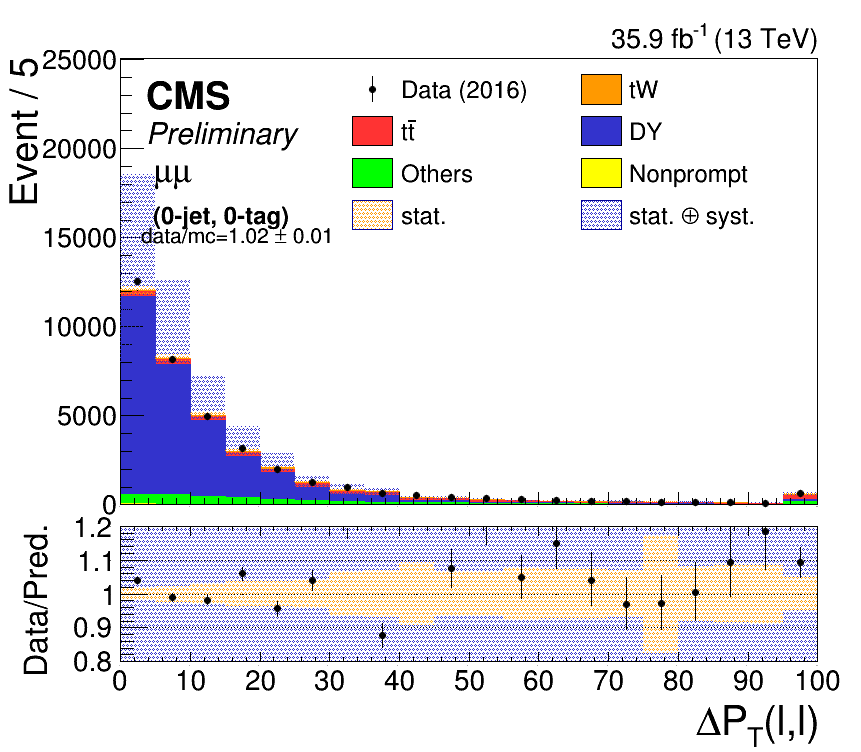 35.9 fb⁻¹ (13 TeV)
Event / 5
25000
20000
15000
10000
5000
0
CMS
Preliminary
μμ
(0-jet, 0-tag)
data/mc=1.02 ± 0.01
Data (2016)
tW
tt̄
DY
Others
Nonprompt
stat.
stat. ⊕ syst.
Data/Pred.
1.2
1.1
1
0.9
0.8
0 10 20 30 40 50 60 70 80 90 100
ΔP_T(l,l)